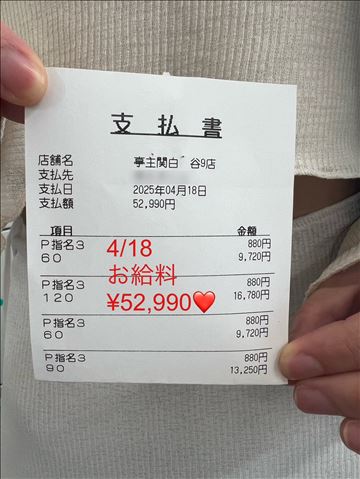 支払書
店舗名 亭主関白 谷9店
支払先
支払日 2025年04月18日
支払額 52,990円
項目 金額
P指名3 880円
60 9,720円
P指名3 880円
120 16,780円
P指名3 880円
60 9,720円
P指名3 880円
90 13,250円
4/18
お給料
¥52,990❤️